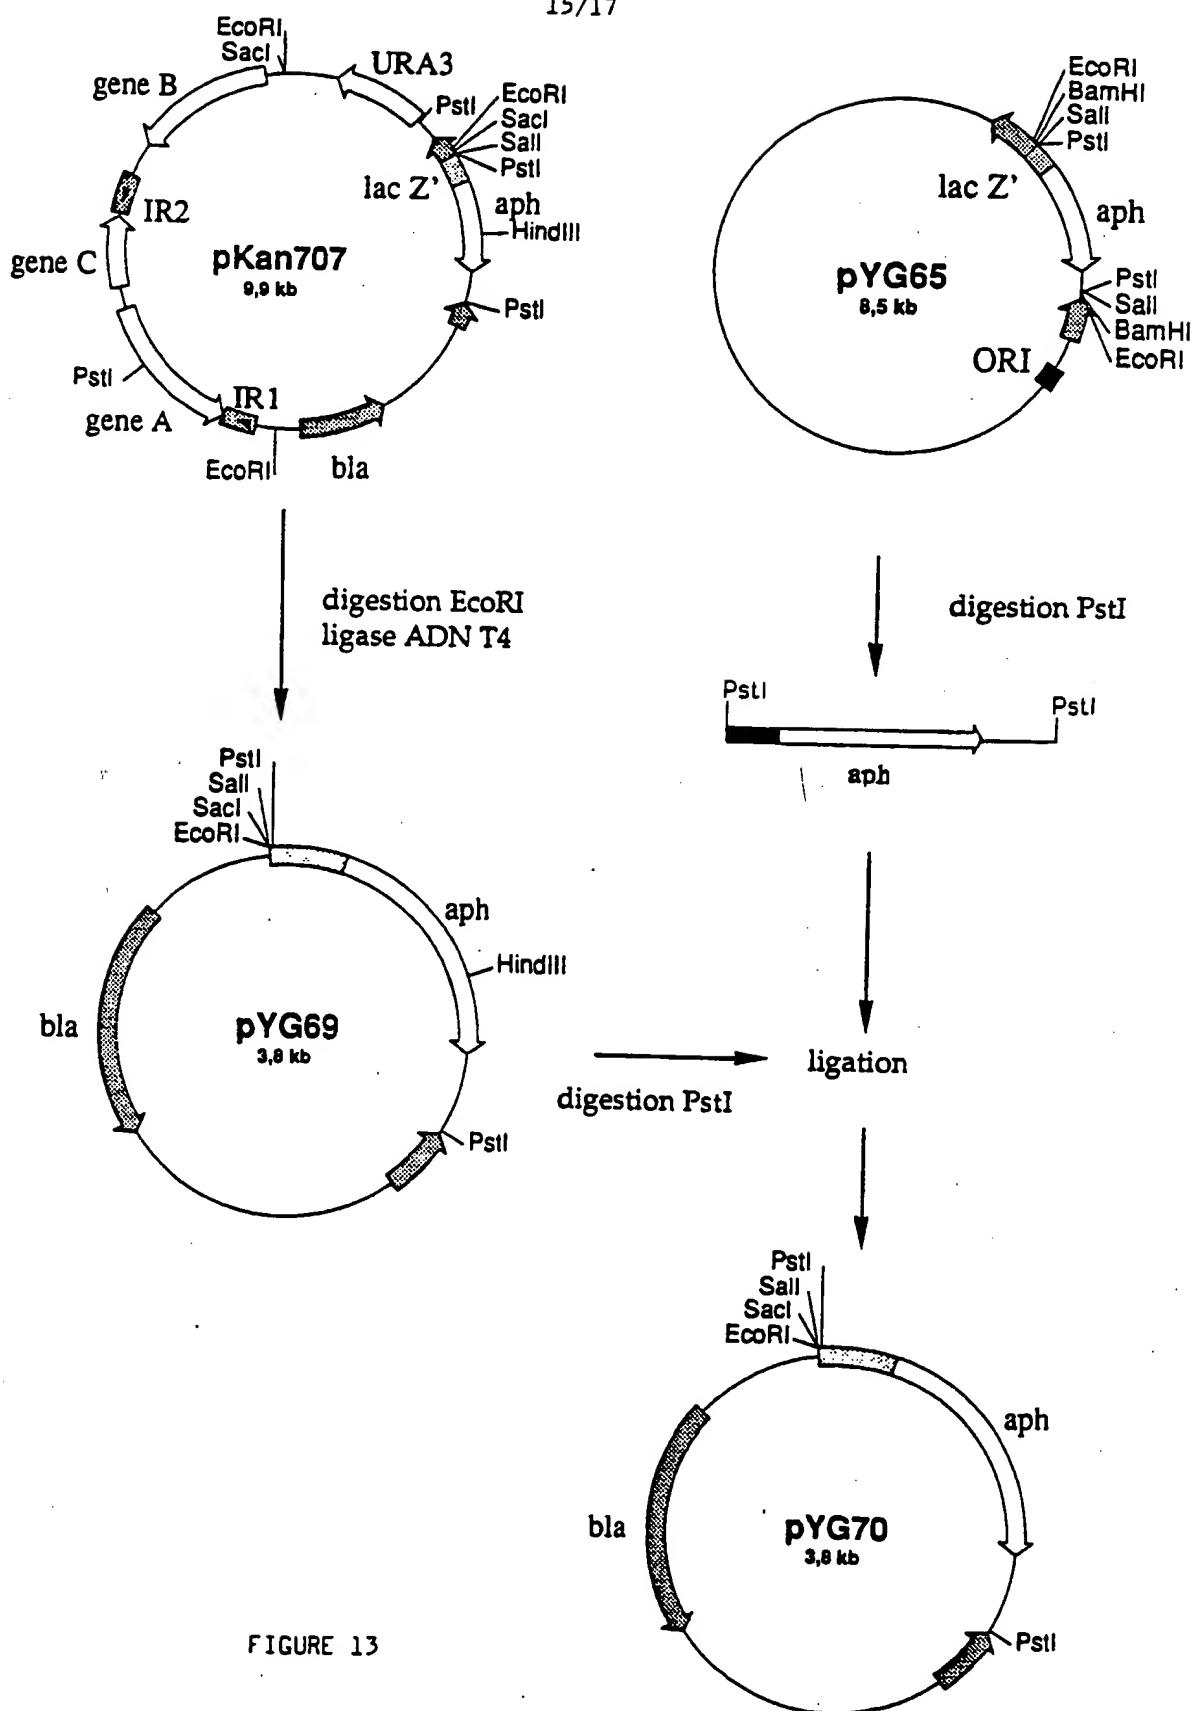 15/17
EcoRI
SacI
gene B
URA3
PstI
EcoRI
SacI
SalI
PstI
lac Z'
aph
HindIII
IR2
gene C
pKan707
9,9 kb
PstI
PstI
gene A
IR1
EcoRI
bla
EcoRI
BamHI
SalI
PstI
lac Z'
aph
pYG65
8,5 kb
PstI
SalI
BamHI
EcoRI
ORI
digestion EcoRI
ligase ADN T4
digestion PstI
PstI
PstI
aph
PstI
SalI
SacI
EcoRI
aph
HindIII
bla
pYG69
3,8 kb
PstI
digestion PstI
ligation
PstI
SalI
SacI
EcoRI
aph
bla
pYG70
3,8 kb
PstI
FIGURE 13